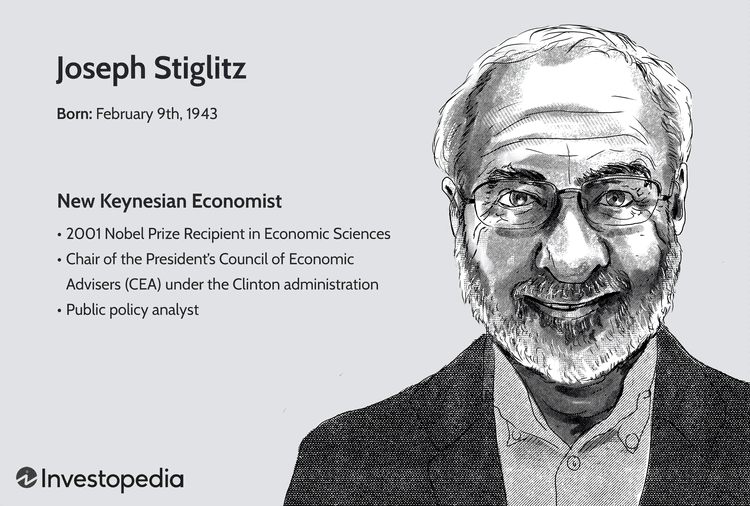 Joseph Stiglitz
Born: February 9th, 1943
New Keynesian Economist
• 2001 Nobel Prize Recipient in Economic Sciences
• Chair of the President's Council of Economic
Advisers (CEA) under the Clinton administration
• Public policy analyst
Investopedia